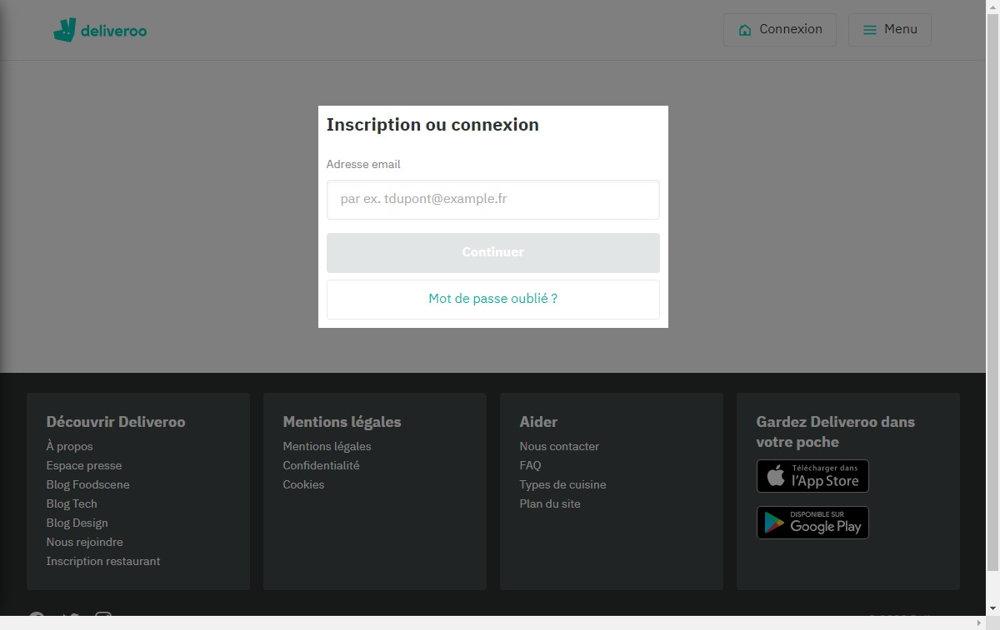 deliveroo
Connexion
Menu
Inscription ou connexion
Adresse email
par ex. tdupont@example.fr
Continuer
Mot de passe oublié ?
Découvrir Deliveroo
À propos
Espace presse
Blog Foodscene
Blog Tech
Blog Design
Nous rejoindre
Inscription restaurant
Mentions légales
Mentions légales
Confidentialité
Cookies
Aider
Nous contacter
FAQ
Types de cuisine
Plan du site
Gardez Deliveroo dans
votre poche
Télécharger dans
l'App Store
DISPONIBLE SUR
Google Play